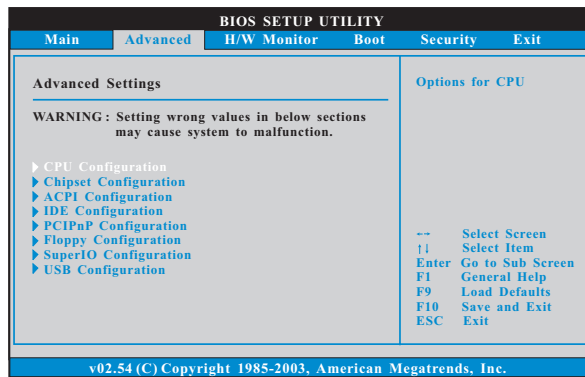 BIOS SETUP UTILITY
Main Advanced H/W Monitor Boot Security Exit
Advanced Settings
WARNING : Setting wrong values in below sections
may cause system to malfunction.
CPU Configuration
Chipset Configuration
ACPI Configuration
IDE Configuration
PCIPnP Configuration
Floppy Configuration
SuperIO Configuration
USB Configuration
Options for CPU
←→ Select Screen
↑↓ Select Item
Enter Go to Sub Screen
F1 General Help
F9 Load Defaults
F10 Save and Exit
ESC Exit
v02.54 (C) Copyright 1985-2003, American Megatrends, Inc.